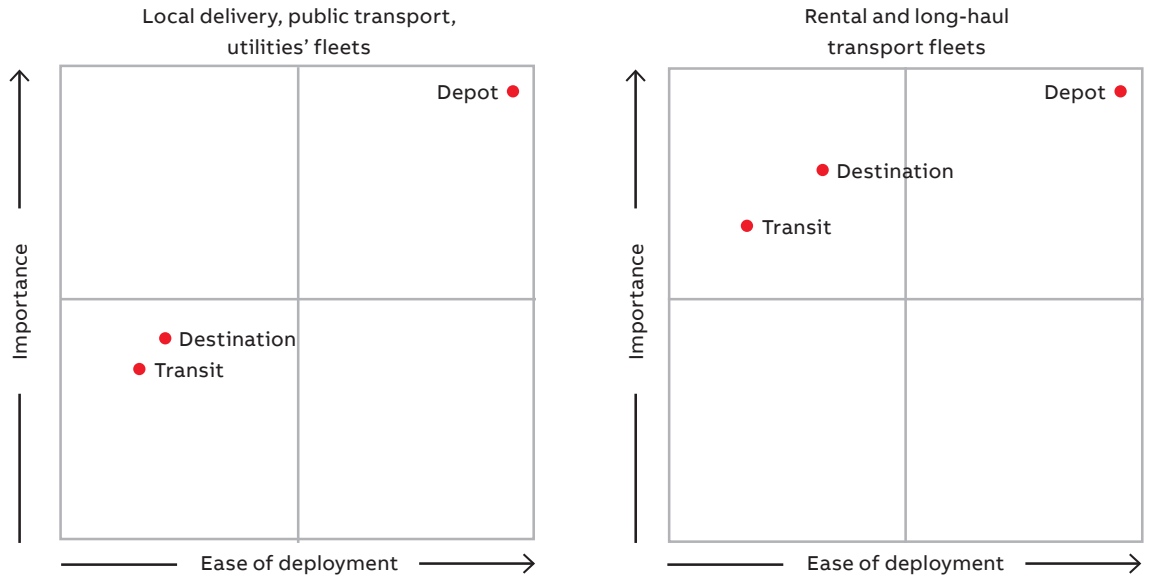 Local delivery, public transport,
utilities’ fleets
Depot
Destination
Transit
Importance
Ease of deployment
Rental and long-haul
transport fleets
Depot
Destination
Transit
Importance
Ease of deployment